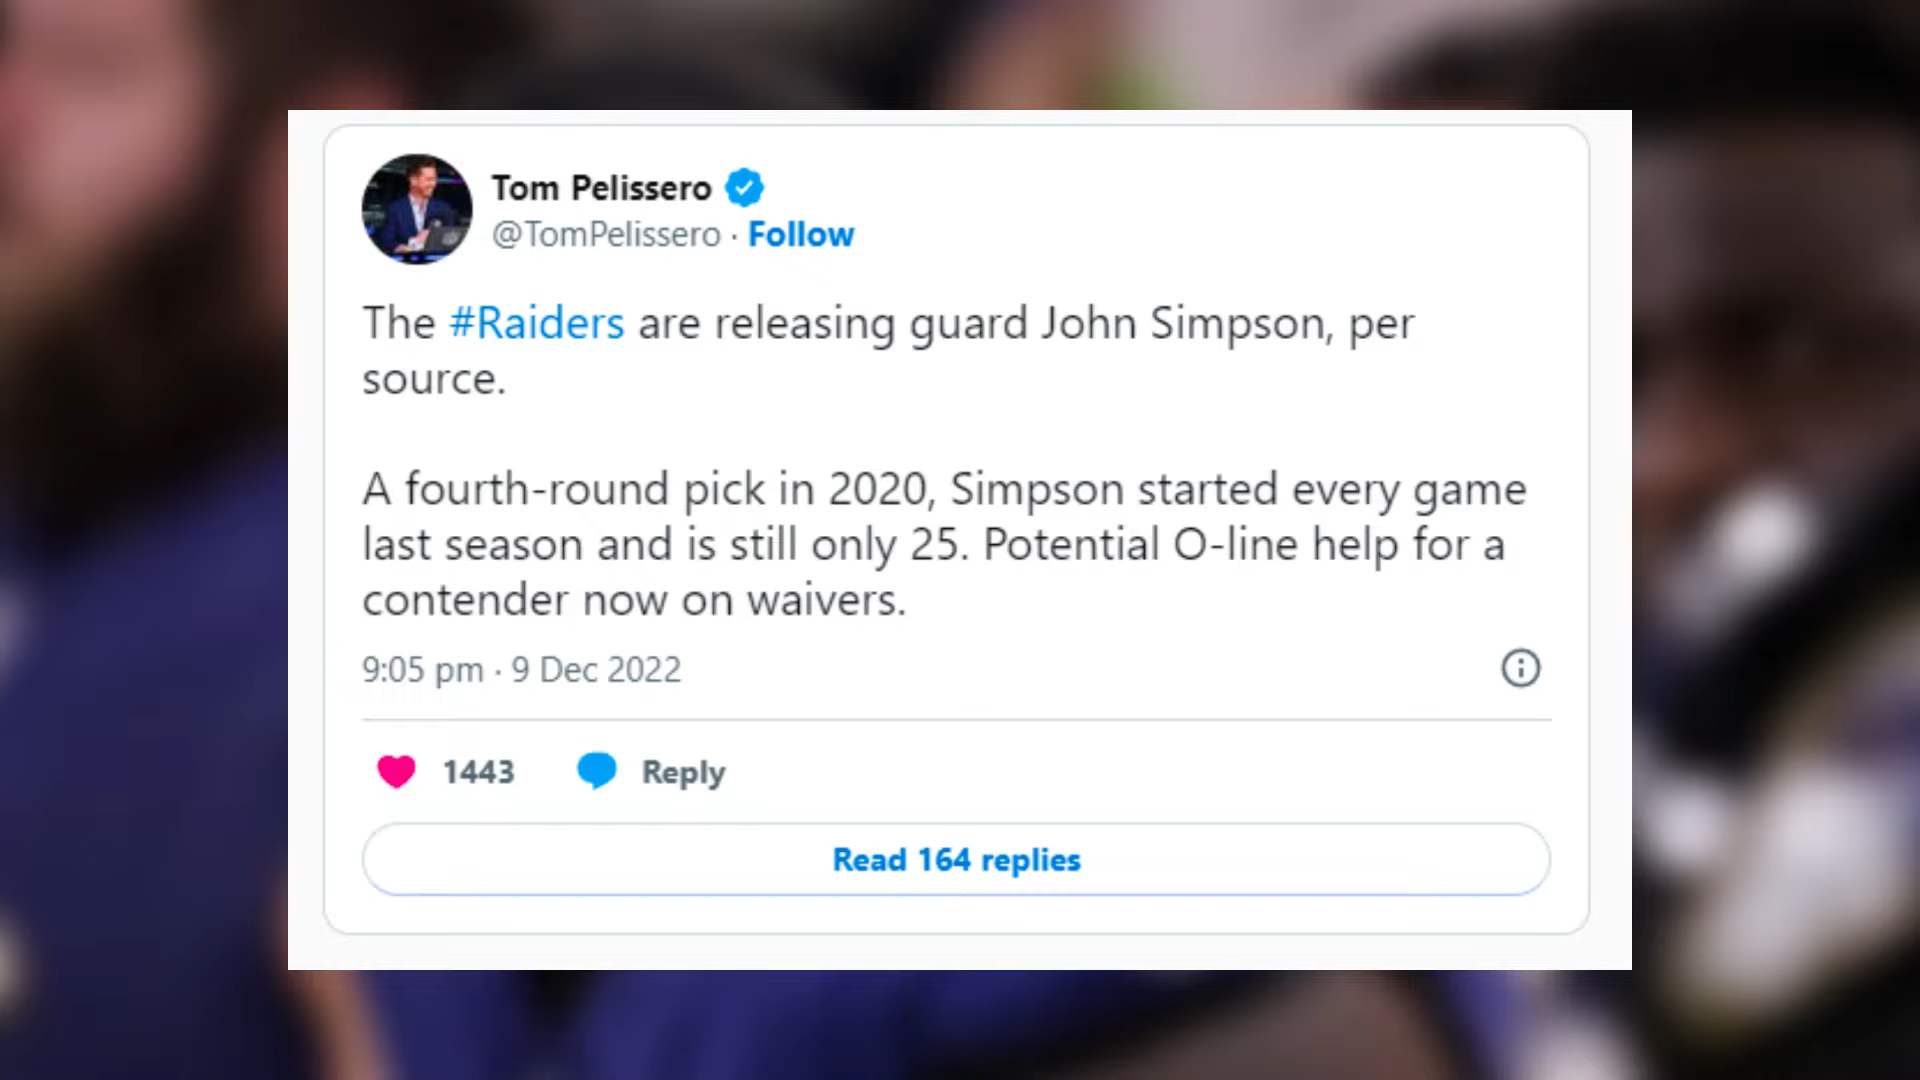 Tom Pelissero
@TomPelissero · Follow
The #Raiders are releasing guard John Simpson, per
source.
A fourth-round pick in 2020, Simpson started every game
last season and is still only 25. Potential O-line help for a
contender now on waivers.
9:05 pm · 9 Dec 2022
1443 Reply
Read 164 replies